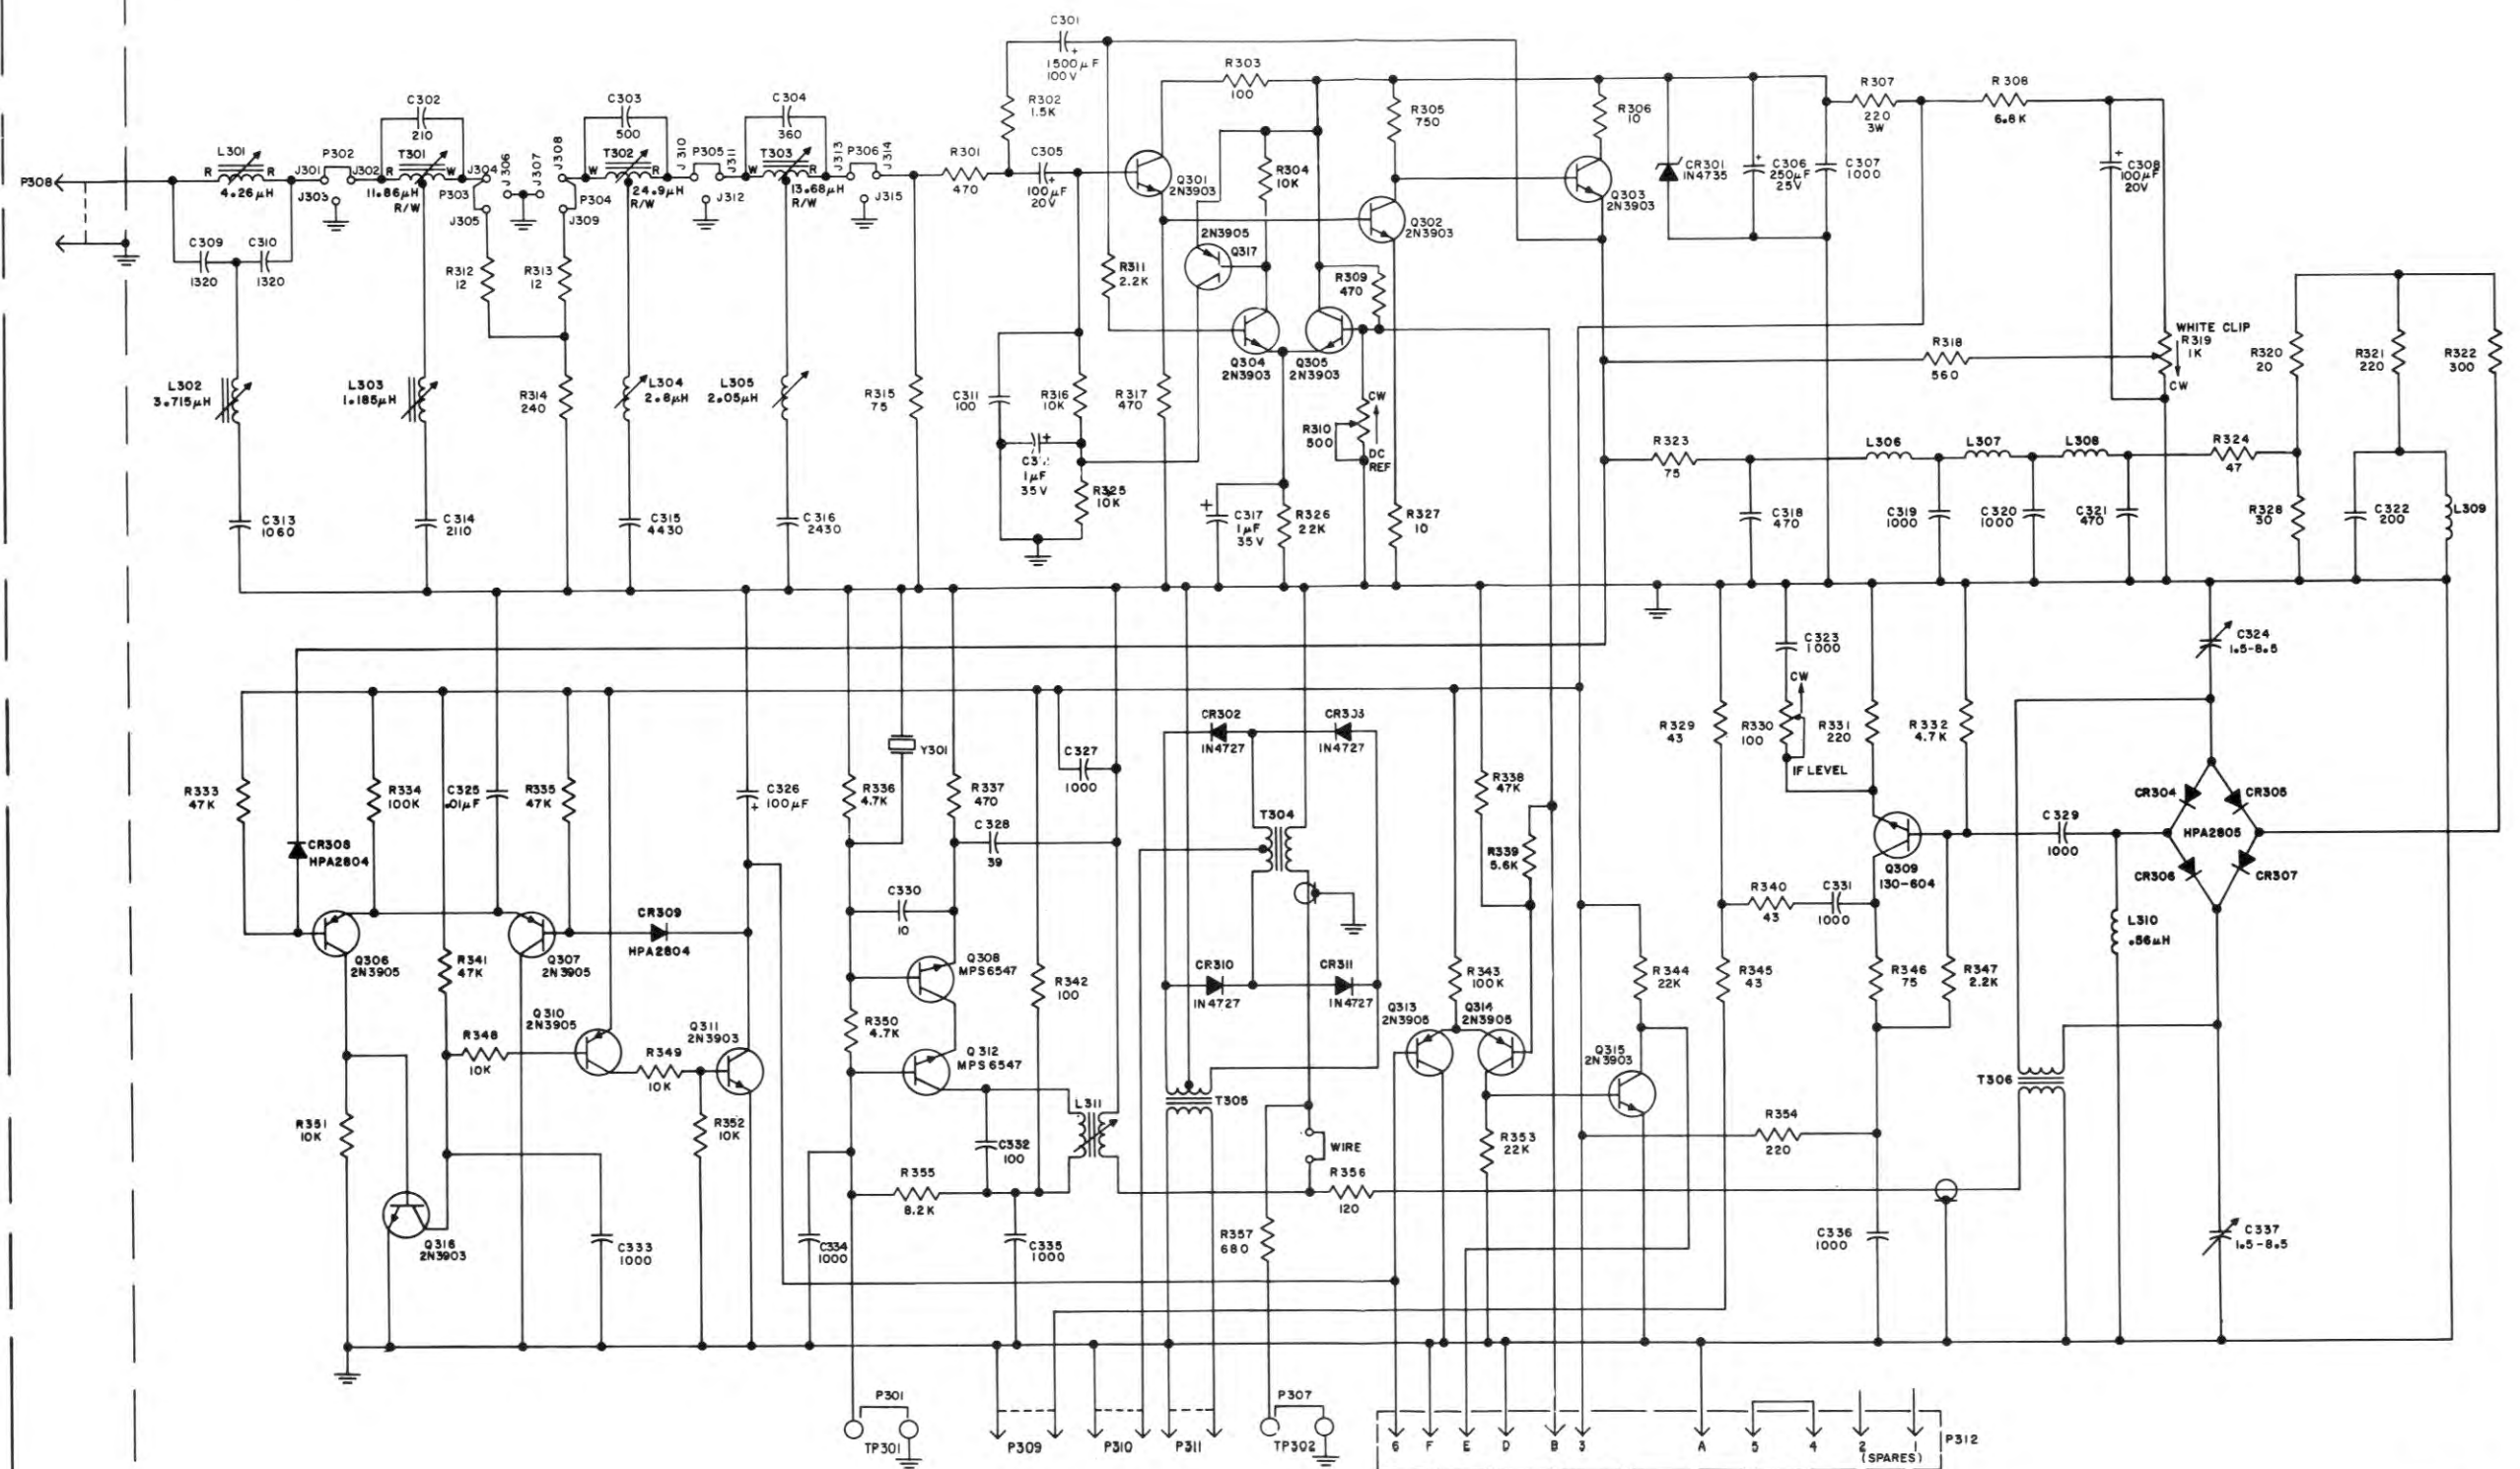 C301
1500µF
100V
R302
1.5K
R303
100
C302
210
C303
500
C304
360
R305
750
R306
10
R307
220
3W
R308
6.8K
P308
L301
R R
4.26µH
J301
P302
J302
J303
R T301 W
11.86µH
R/W
J304
P303
J305
J306
J307
J308
P304
J309
W T302 R
24.9µH
R/W
J310
P305
J311
J312
W T303 R
13.68µH
R/W
J313
P306
J314
J315
R301
470
C305
100µF
20V
Q301
2N3903
R304
10K
Q302
2N3903
Q303
2N3903
CR301
IN4735
C306
250µF
25V
C307
1000
C308
100µF
20V
C309
1320
C310
1320
R312
12
R313
12
R311
2.2K
2N3905
Q317
R309
470
Q304
2N3903
Q305
2N3903
R318
560
WHITE CLIP
R319
1K
CW
R320
20
R321
220
R322
300
L302
3.715µH
L303
1.185µH
R314
240
L304
2.8µH
L305
2.05µH
R315
75
C311
100
R316
10K
R317
470
CW
R310
500
DC
REF
1µF
35V
R325
10K
R323
75
L306
L307
L308
R324
47
C313
1060
C314
2110
C315
4430
C316
2430
C317
1µF
35V
R326
22K
R327
10
C318
470
C319
1000
C320
1000
C321
470
R328
30
C322
200
L309
C323
1000
C324
1.5-8.5
CW
R329
43
R330
100
IF LEVEL
R331
220
R332
4.7K
CR302
IN4727
CR303
IN4727
Y301
C327
1000
R333
47K
R334
100K
C325
.01µF
R335
47K
C326
100µF
R336
4.7K
R337
470
C328
39
T304
R338
47K
R339
5.6K
C329
1000
CR304
CR305
HPA2805
CR306
CR307
Q309
130-604
CR308
HPA2804
CR309
HPA2804
C330
10
R340
43
C331
1000
L310
.56µH
Q306
2N3905
R341
47K
Q307
2N3905
Q308
MPS6547
R342
100
CR310
IN4727
CR311
IN4727
R343
100K
R344
22K
R345
43
R346
75
R347
2.2K
Q310
2N3905
Q311
2N3903
R348
10K
R349
10K
R350
4.7K
Q312
MPS6547
Q313
2N3905
Q314
2N3905
Q315
2N3903
T306
R351
10K
R352
10K
L311
C332
100
T305
WIRE
R353
22K
R354
220
R355
8.2K
R356
120
Q316
2N3903
C333
1000
C334
1000
C335
1000
R357
680
C336
1000
C337
1.5-8.5
P301
TP301
P309
P310
P311
P307
TP302
6 F E D B 3 A 5 4 2 1
(SPARES)
P312